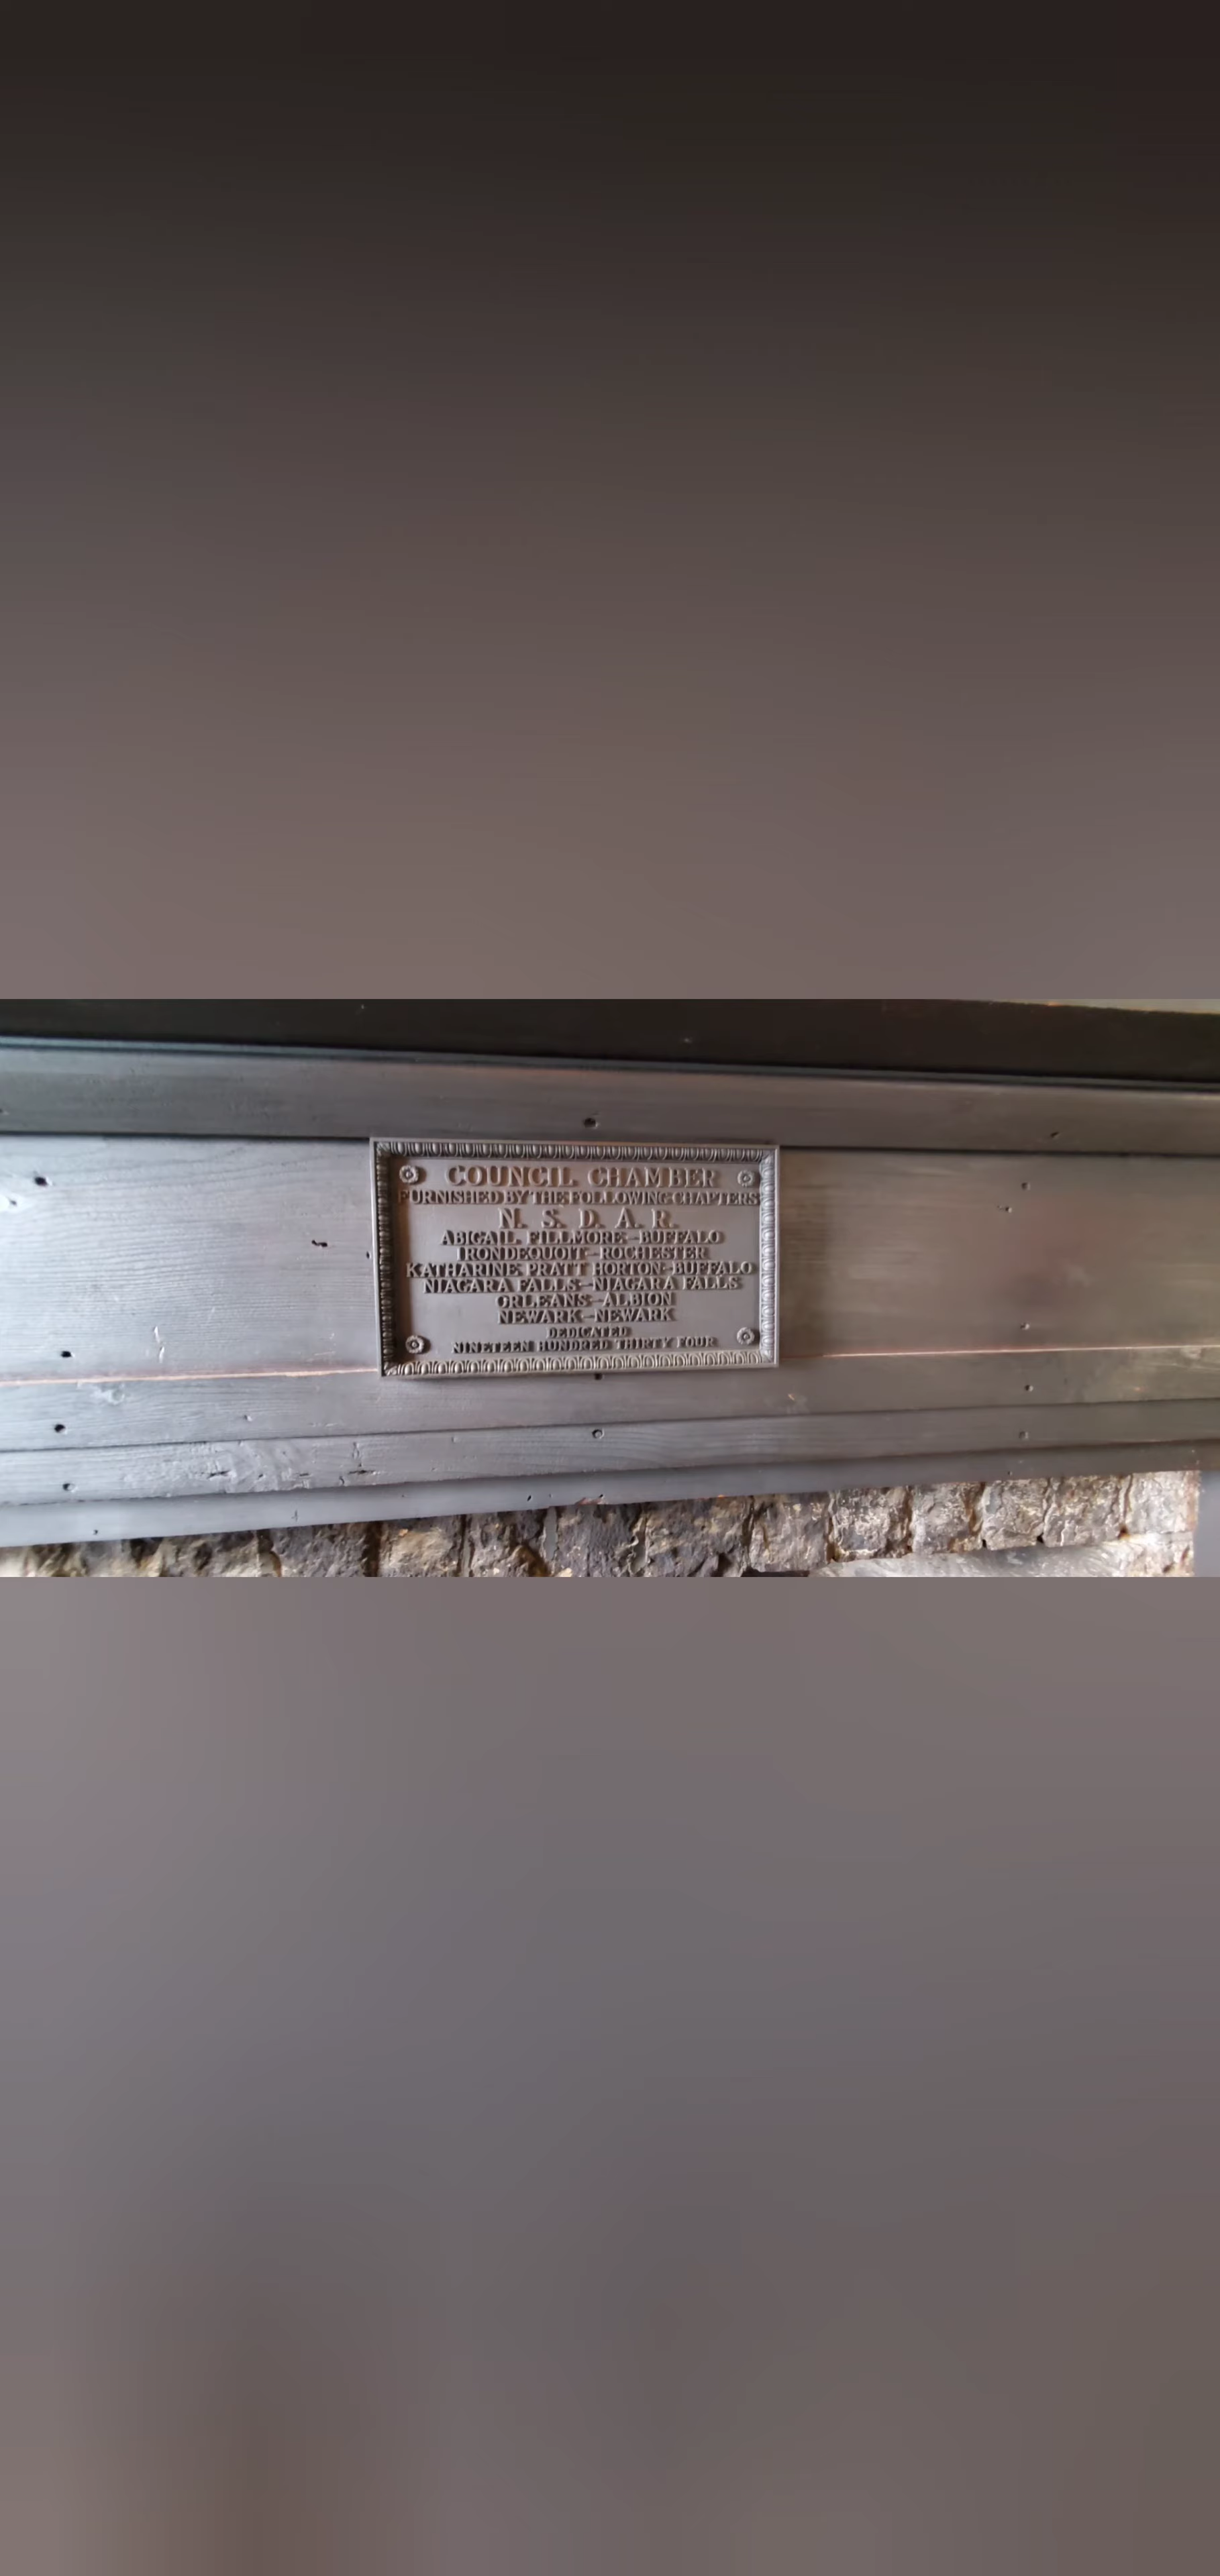 COUNCIL CHAMBER
FURNISHED BY THE FOLLOWING CHAPTERS
N. S. D. A. R.
ABIGAIL FILLMORE–BUFFALO
IRONDEQUOIT–ROCHESTER
KATHARINE PRATT HORTON–BUFFALO
NIAGARA FALLS–NIAGARA FALLS
ORLEANS–ALBION
NEWARK–NEWARK
DEDICATED
NINETEEN HUNDRED THIRTY FOUR